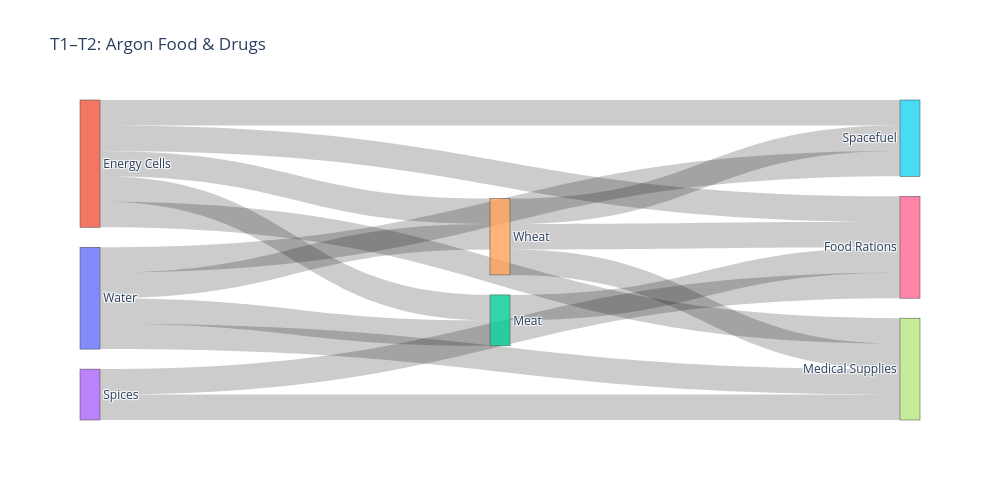 T1–T2: Argon Food & Drugs
Spacefuel
Energy Cells
Wheat
Food Rations
Water
Meat
Medical Supplies
Spices